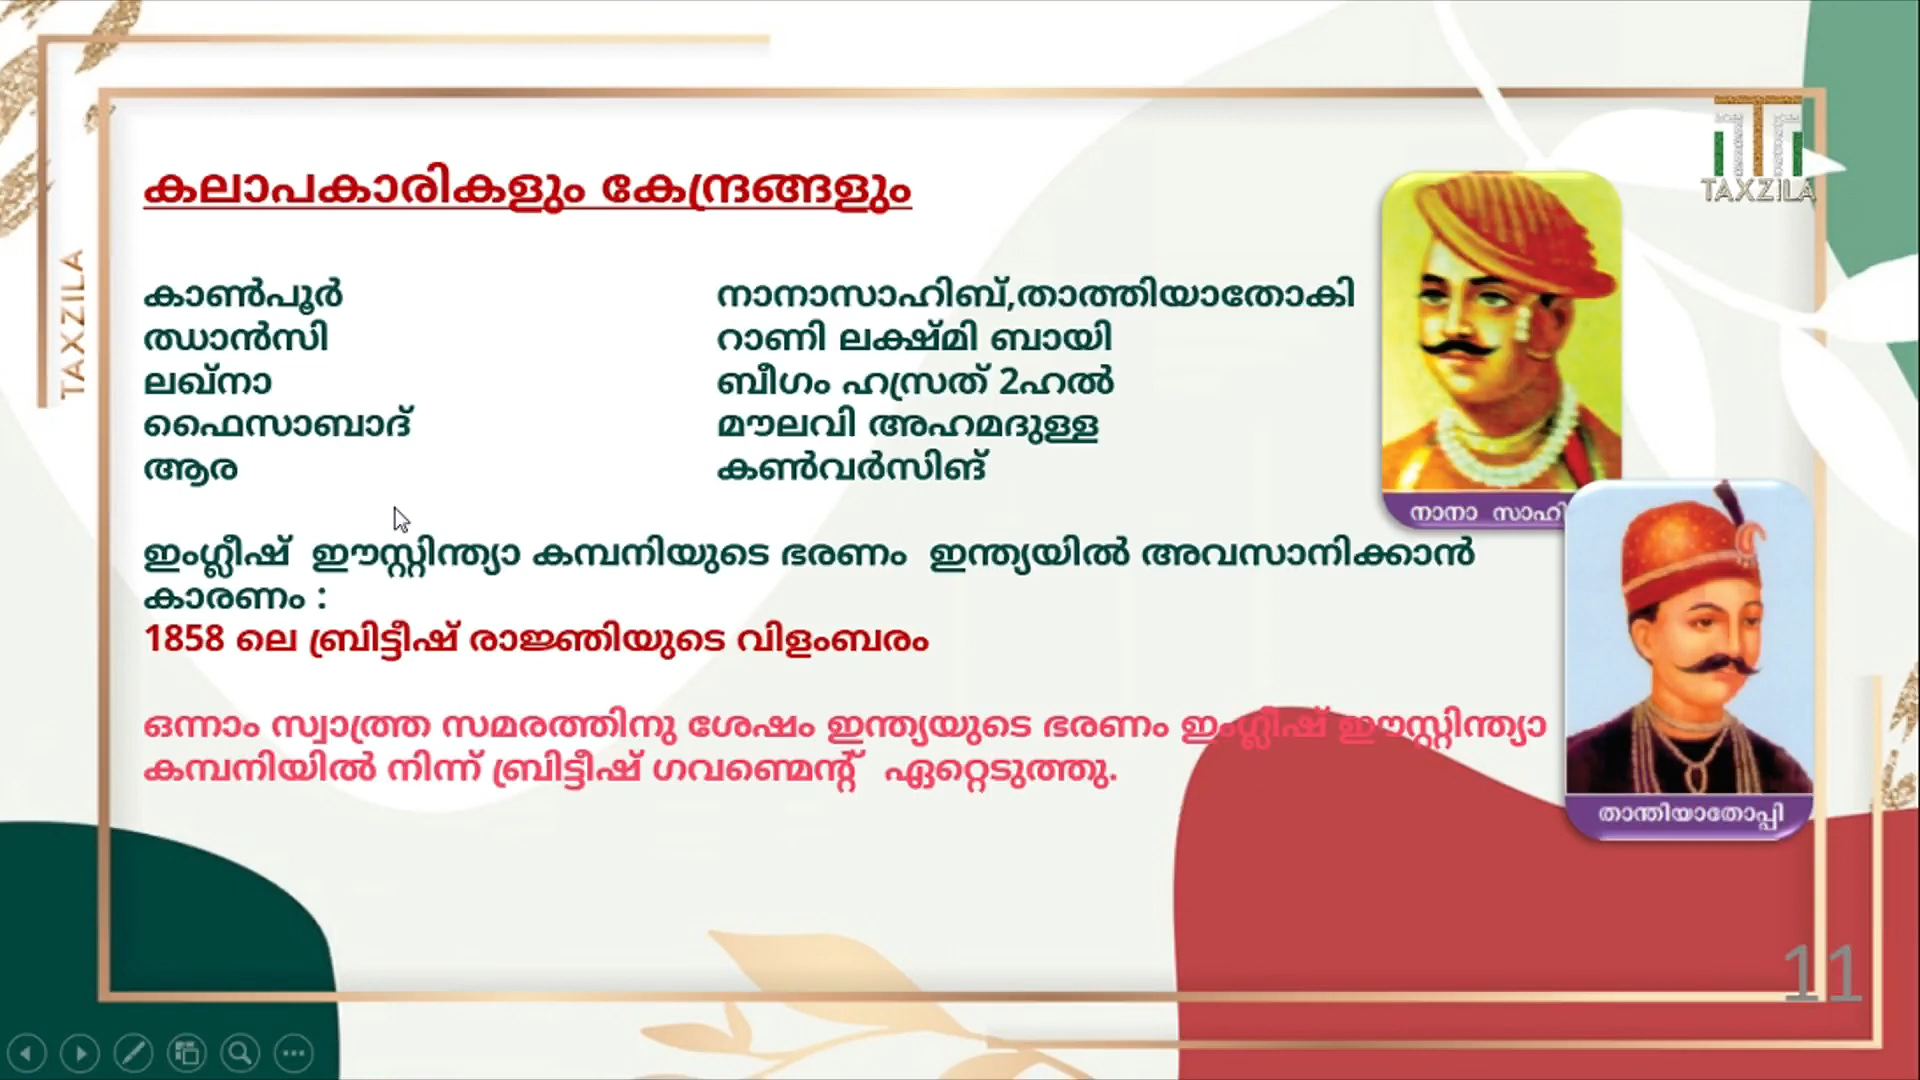 TAXZILA
TAXZILA
കലാപകാരികളും കേന്ദ്രങ്ങളും
കാൺപൂർ നാനാസാഹിബ്,താത്തിയാതോകി
ഝാൻസി റാണി ലക്ഷ്മി ബായി
ലഖ്നാ ബീഗം ഹസ്രത് 2ഹൽ
ഫൈസാബാദ് മൗലവി അഹമദുള്ള
ആര കൺവർസിങ്
നാനാ സാഹി
ഇംഗ്ലീഷ് ഈസ്റ്റിന്ത്യാ കമ്പനിയുടെ ഭരണം ഇന്ത്യയിൽ അവസാനിക്കാൻ
കാരണം :
1858 ലെ ബ്രിട്ടീഷ് രാജ്ഞിയുടെ വിളംബരം
ഒന്നാം സ്വാത്ര്ത സമരത്തിനു ശേഷം ഇന്ത്യയുടെ ഭരണം ഇംഗ്ലീഷ് ഈസ്റ്റിന്ത്യാ
കമ്പനിയിൽ നിന്ന് ബ്രിട്ടീഷ് ഗവണ്മെന്റ് ഏറ്റെടുത്തു.
താന്തിയാതോപ്പി
11